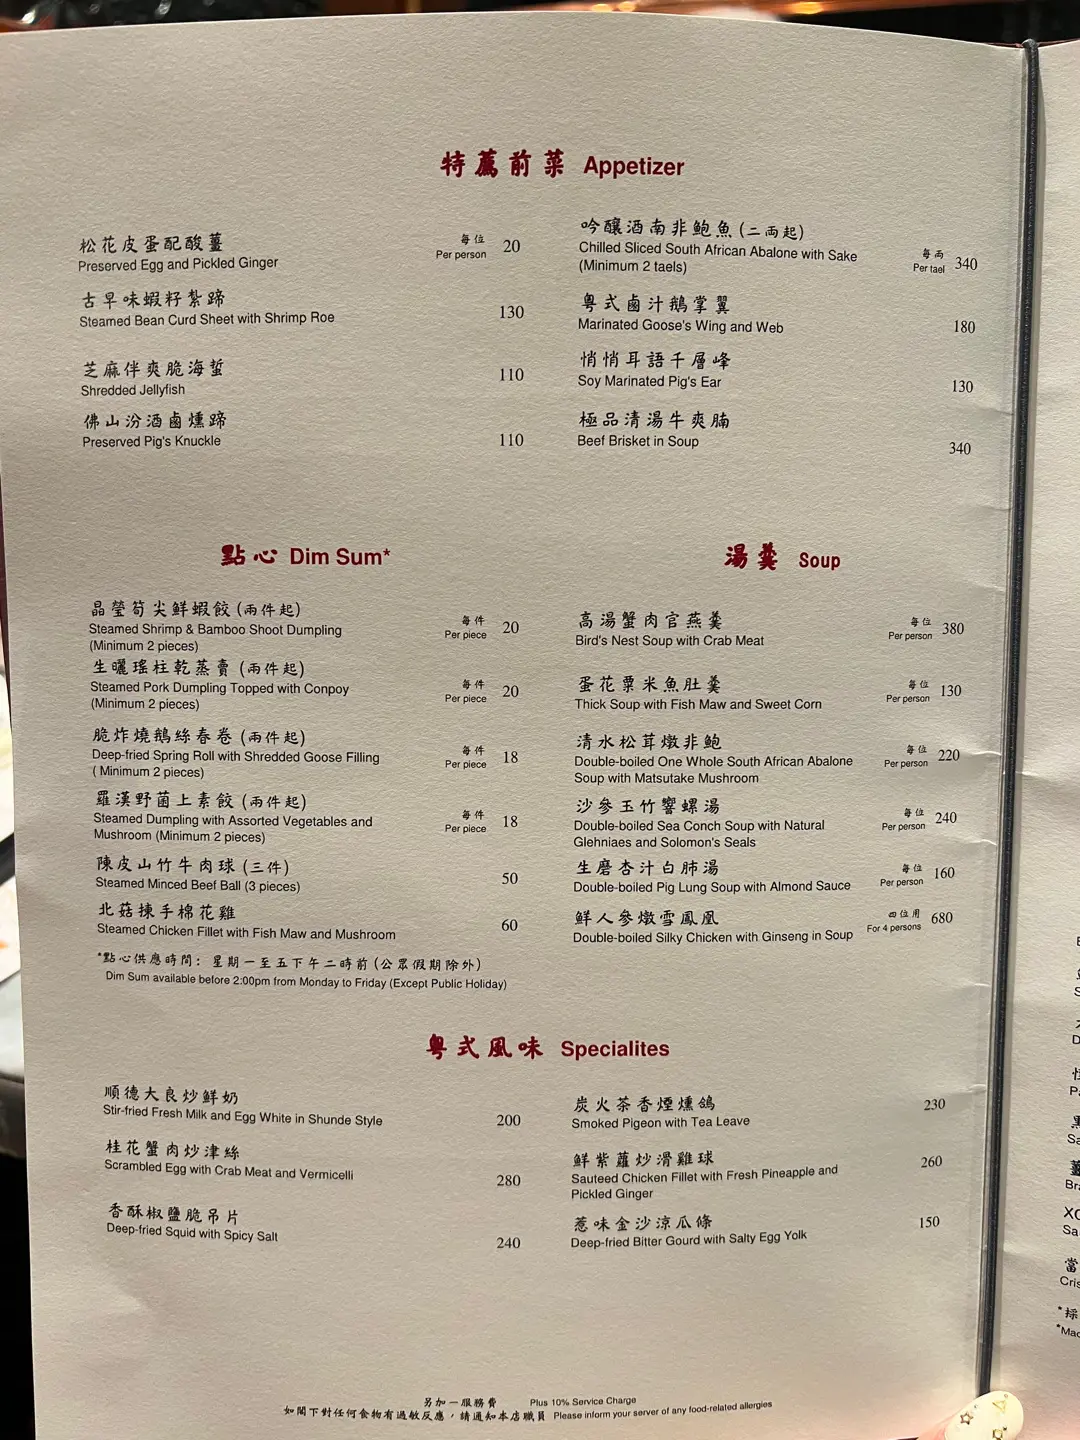 特薦前菜 Appetizer
松花皮蛋配酸薑
Preserved Egg and Pickled Ginger
每位
Per person
20
古早味蝦籽紮蹄
Steamed Bean Curd Sheet with Shrimp Roe
130
芝麻伴爽脆海蜇
Shredded Jellyfish
110
佛山汾酒鹵燻蹄
Preserved Pig's Knuckle
110
吟釀酒南非鮑魚(二両起)
Chilled Sliced South African Abalone with Sake
(Minimum 2 taels)
每両
Per tael
340
粵式鹵汁鵝掌翼
Marinated Goose's Wing and Web
180
悄悄耳語千層峰
Soy Marinated Pig's Ear
130
極品清湯牛爽腩
Beef Brisket in Soup
340
點心 Dim Sum*
晶瑩筍尖鮮蝦餃(兩件起)
Steamed Shrimp & Bamboo Shoot Dumpling
(Minimum 2 pieces)
每件
Per piece
20
生曬瑤柱乾蒸賣(兩件起)
Steamed Pork Dumpling Topped with Conpoy
(Minimum 2 pieces)
每件
Per piece
20
脆炸燒鵝絲春卷(兩件起)
Deep-fried Spring Roll with Shredded Goose Filling
( Minimum 2 pieces)
每件
Per piece
18
羅漢野菌上素餃(兩件起)
Steamed Dumpling with Assorted Vegetables and
Mushroom (Minimum 2 pieces)
每件
Per piece
18
陳皮山竹牛肉球(三件)
Steamed Minced Beef Ball (3 pieces)
50
北菇揀手棉花雞
Steamed Chicken Fillet with Fish Maw and Mushroom
60
*點心供應時間: 星期一至五下午二時前(公眾假期除外)
Dim Sum available before 2:00pm from Monday to Friday (Except Public Holiday)
湯羹 Soup
高湯蟹肉官燕羹
Bird's Nest Soup with Crab Meat
每位
Per person
380
蛋花粟米魚肚羹
Thick Soup with Fish Maw and Sweet Corn
每位
Per person
130
清水松茸燉非鮑
Double-boiled One Whole South African Abalone
Soup with Matsutake Mushroom
每位
Per person
220
沙參玉竹響螺湯
Double-boiled Sea Conch Soup with Natural
Glehniaes and Solomon's Seals
每位
Per person
240
生磨杏汁白肺湯
Double-boiled Pig Lung Soup with Almond Sauce
每位
Per person
160
鮮人參燉雪鳳凰
Double-boiled Silky Chicken with Ginseng in Soup
四位用
For 4 persons
680
粵式風味 Specialites
順德大良炒鮮奶
Stir-fried Fresh Milk and Egg White in Shunde Style
200
桂花蟹肉炒津絲
Scrambled Egg with Crab Meat and Vermicelli
280
香酥椒鹽脆吊片
Deep-fried Squid with Spicy Salt
240
炭火茶香煙燻鴿
Smoked Pigeon with Tea Leave
230
鮮紫蘿炒滑雞球
Sauteed Chicken Fillet with Fresh Pineapple and
Pickled Ginger
260
惹味金沙涼瓜條
Deep-fried Bitter Gourd with Salty Egg Yolk
150
另加一服務費 Plus 10% Service Charge
如閣下對任何食物有過敏反應，請通知本店職員 Please inform your server of any food-related allergies